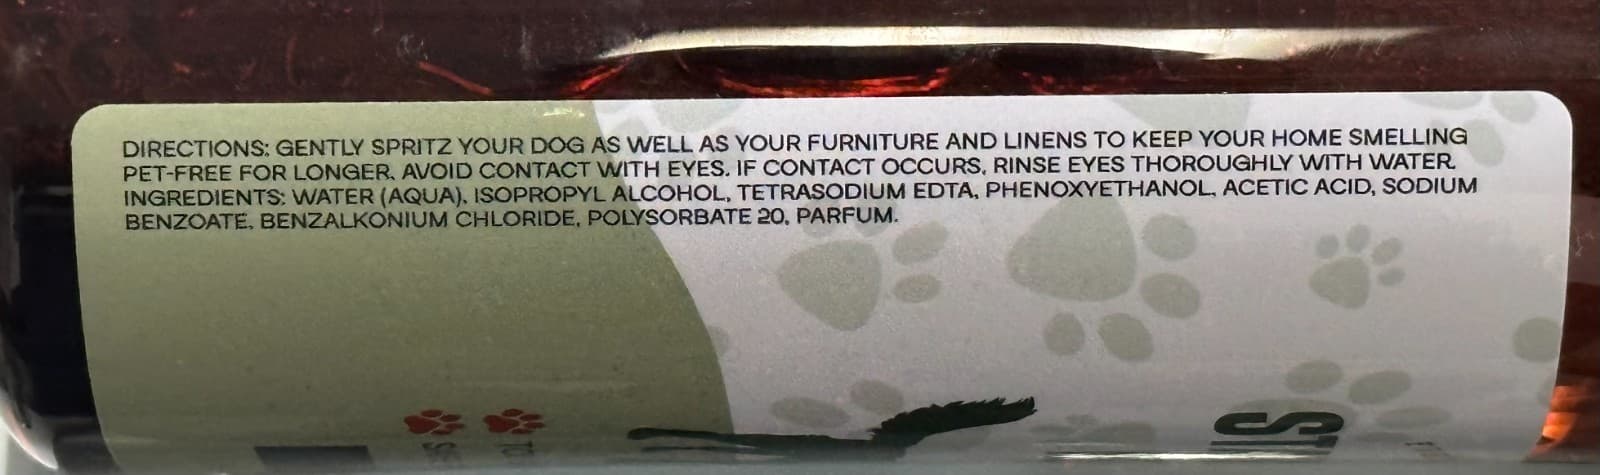 DIRECTIONS: GENTLY SPRITZ YOUR DOG AS WELL AS YOUR FURNITURE AND LINENS TO KEEP YOUR HOME SMELLING
PET-FREE FOR LONGER. AVOID CONTACT WITH EYES. IF CONTACT OCCURS, RINSE EYES THOROUGHLY WITH WATER.
INGREDIENTS: WATER (AQUA), ISOPROPYL ALCOHOL, TETRASODIUM EDTA, PHENOXYETHANOL, ACETIC ACID, SODIUM
BENZOATE, BENZALKONIUM CHLORIDE, POLYSORBATE 20, PARFUM.